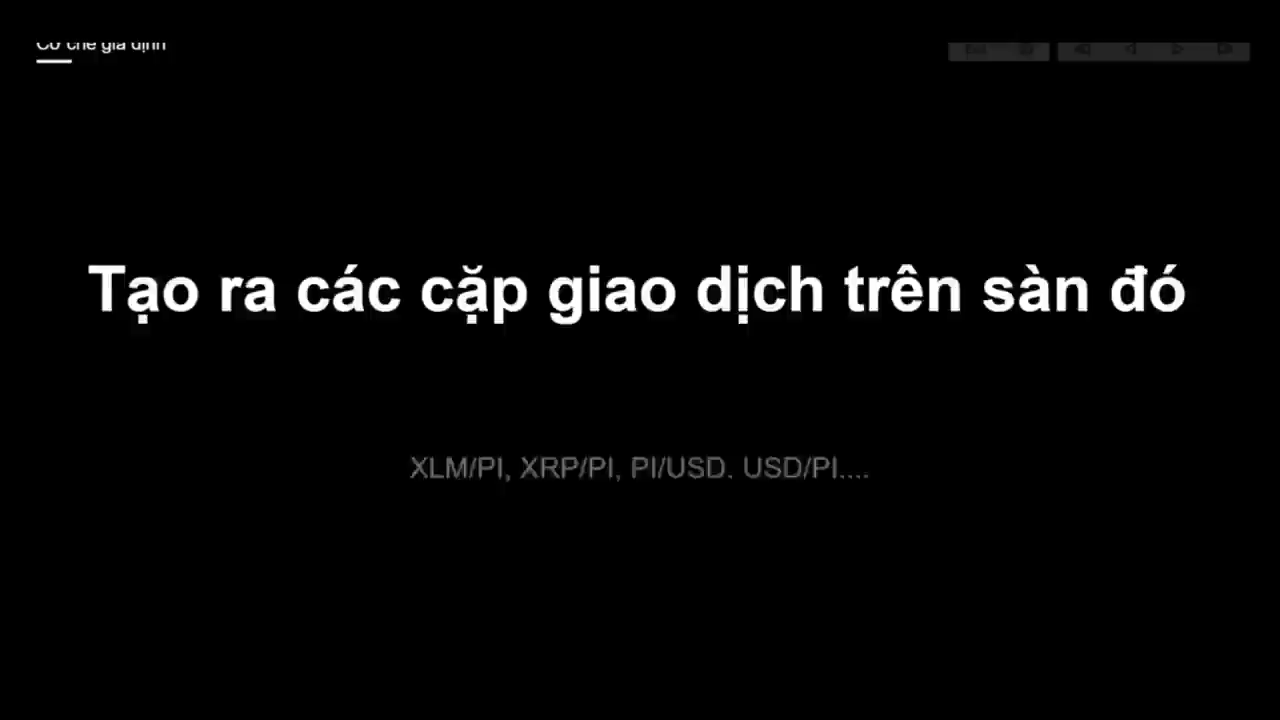 Cơ chế giả định
Tạo ra các cặp giao dịch trên sàn đó
XLM/PI, XRP/PI, PI/USD. USD/PI....